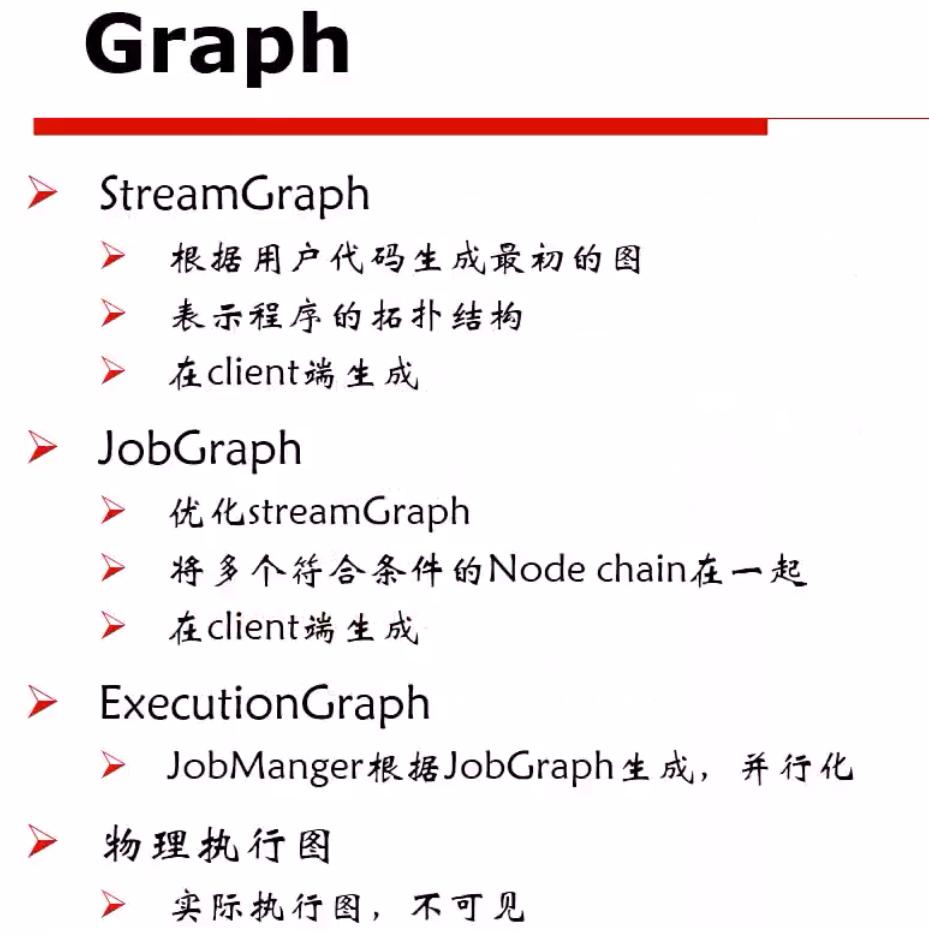 Graph
StreamGraph
根据用户代码生成最初的图
表示程序的拓扑结构
在client端生成
JobGraph
优化streamGraph
将多个符合条件的Node chain在一起
在client端生成
ExecutionGraph
JobManger根据JobGraph生成，并行化
物理执行图
实际执行图，不可见